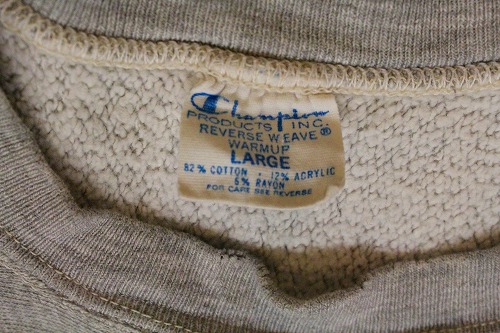 Champion
PRODUCTS INC.
REVERSE WEAVE®
WARMUP
LARGE
82% COTTON · 12% ACRYLIC
6% RAYON
FOR CARE SEE REVERSE